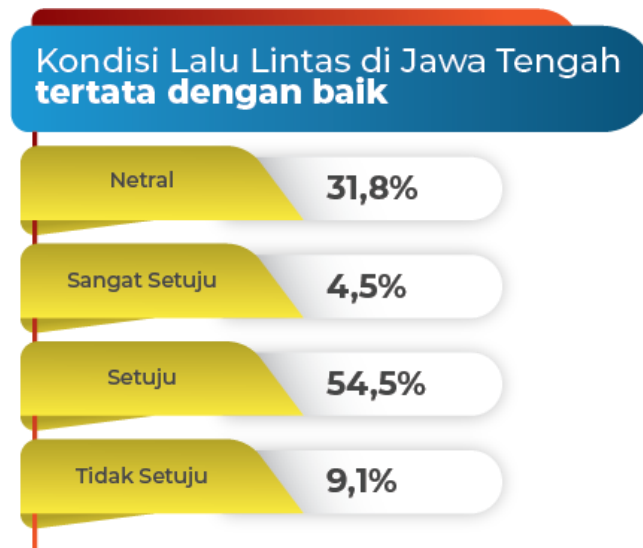 Kondisi Lalu Lintas di Jawa Tengah
tertata dengan baik
Netral 31,8%
Sangat Setuju 4,5%
Setuju 54,5%
Tidak Setuju 9,1%